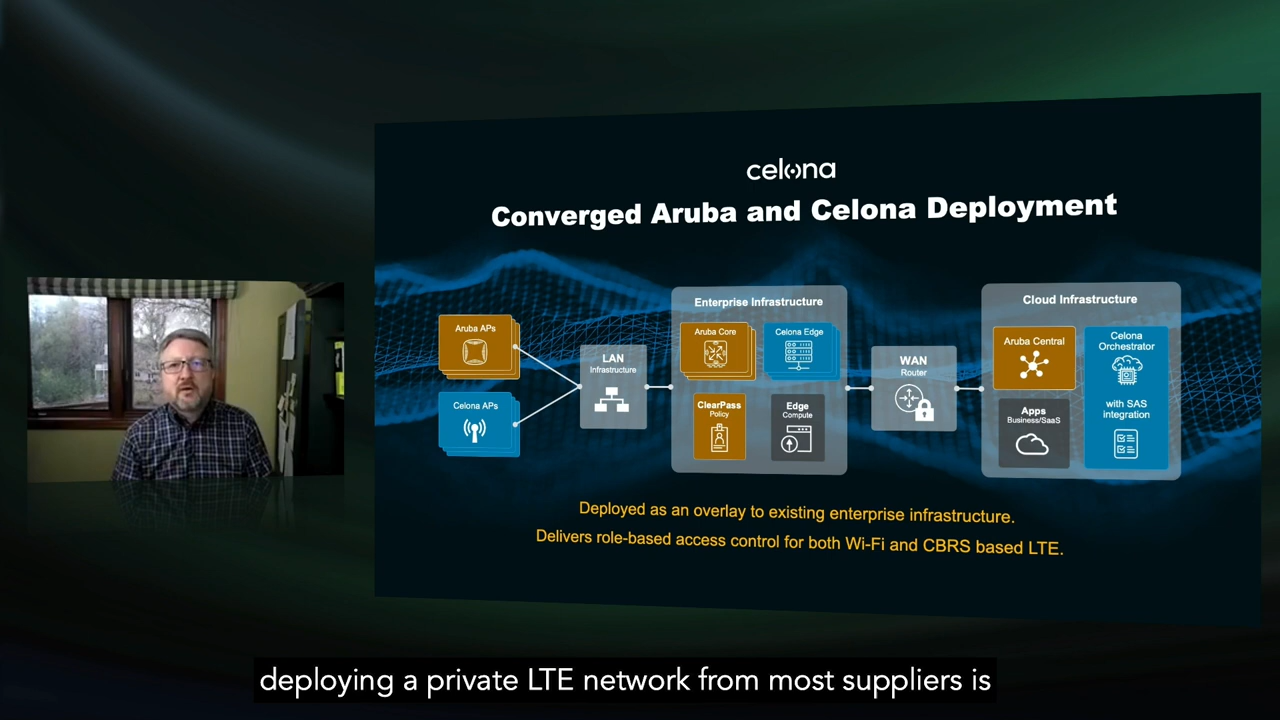 celona
Converged Aruba and Celona Deployment
Aruba APs
Celona APs
LAN
Infrastructure
Enterprise Infrastructure
Aruba Core
Celona Edge
ClearPass
Policy
Edge
Compute
WAN
Router
Cloud Infrastructure
Aruba Central
Apps
Business/SaaS
Celona
Orchestrator
with SAS
integration
Deployed as an overlay to existing enterprise infrastructure.
Delivers role-based access control for both Wi-Fi and CBRS based LTE.
deploying a private LTE network from most suppliers is